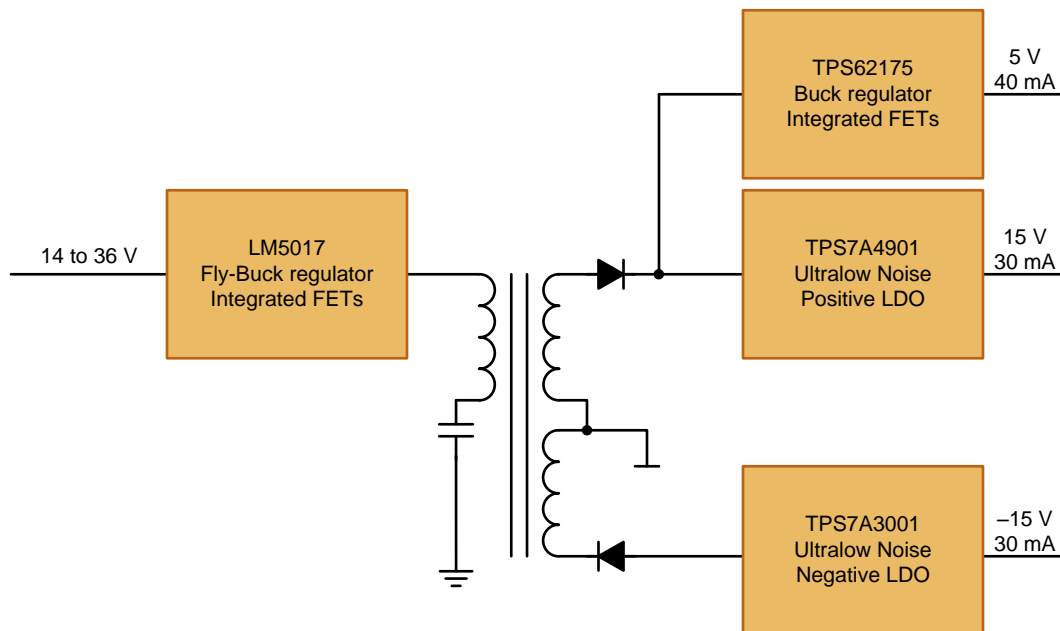 14 to 36 V
LM5017
Fly-Buck regulator
Integrated FETs
TPS62175
Buck regulator
Integrated FETs
5 V
40 mA
TPS7A4901
Ultralow Noise
Positive LDO
15 V
30 mA
TPS7A3001
Ultralow Noise
Negative LDO
–15 V
30 mA